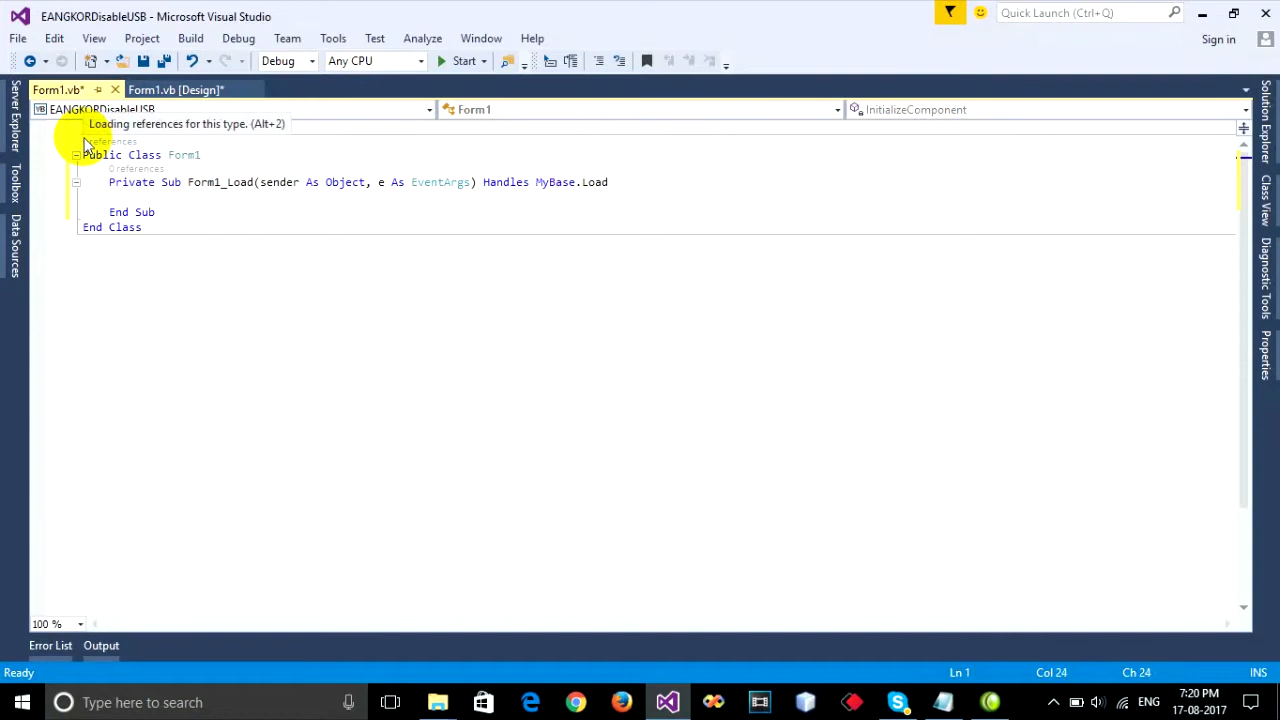 EANGKORDisableUSB - Microsoft Visual Studio
Quick Launch (Ctrl+Q)
File Edit View Project Build Debug Team Tools Test Analyze Window Help
Sign in
Debug Any CPU Start
Form1.vb* Form1.vb [Design]*
EANGKORDisableUSB Form1 InitializeComponent
Loading references for this type. (Alt+2)
references
Public Class Form1
0 references
Private Sub Form1_Load(sender As Object, e As EventArgs) Handles MyBase.Load
End Sub
End Class
Server Explorer
Toolbox
Data Sources
Solution Explorer
Class View
Diagnostic Tools
Properties
100 %
Error List Output
Ready Ln 1 Col 24 Ch 24 INS
Type here to search
ENG
7:20 PM
17-08-2017